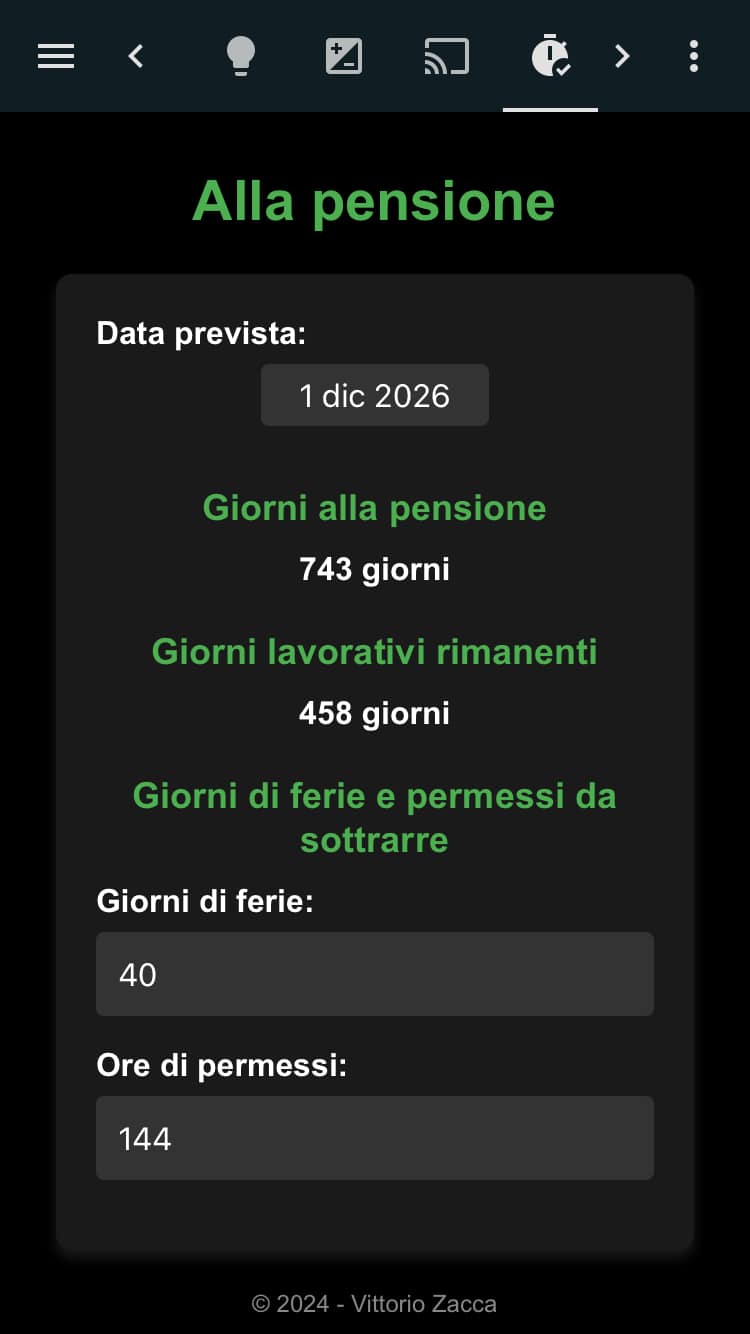 Alla pensione
Data prevista:
1 dic 2026
Giorni alla pensione
743 giorni
Giorni lavorativi rimanenti
458 giorni
Giorni di ferie e permessi da
sottrarre
Giorni di ferie:
40
Ore di permessi:
144
© 2024 - Vittorio Zacca